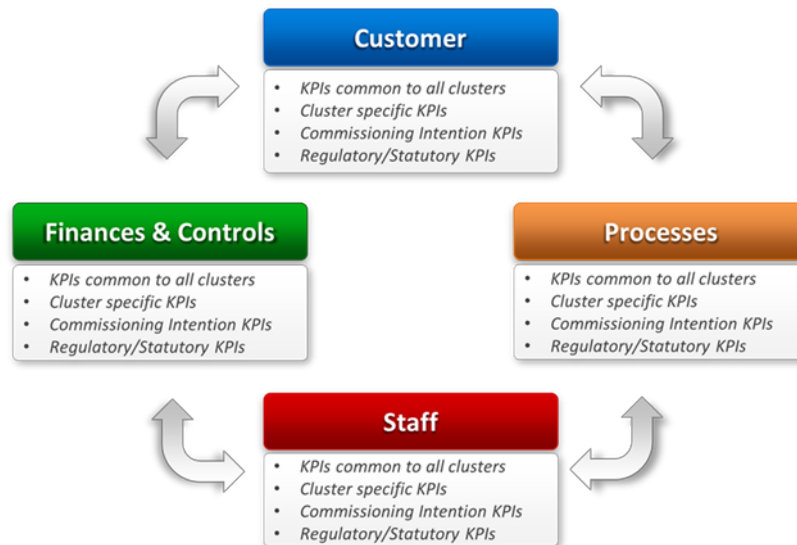 Customer
• KPIs common to all clusters
• Cluster specific KPIs
• Commissioning Intention KPIs
• Regulatory/Statutory KPIs
Finances & Controls
• KPIs common to all clusters
• Cluster specific KPIs
• Commissioning Intention KPIs
• Regulatory/Statutory KPIs
Processes
• KPIs common to all clusters
• Cluster specific KPIs
• Commissioning Intention KPIs
• Regulatory/Statutory KPIs
Staff
• KPIs common to all clusters
• Cluster specific KPIs
• Commissioning Intention KPIs
• Regulatory/Statutory KPIs